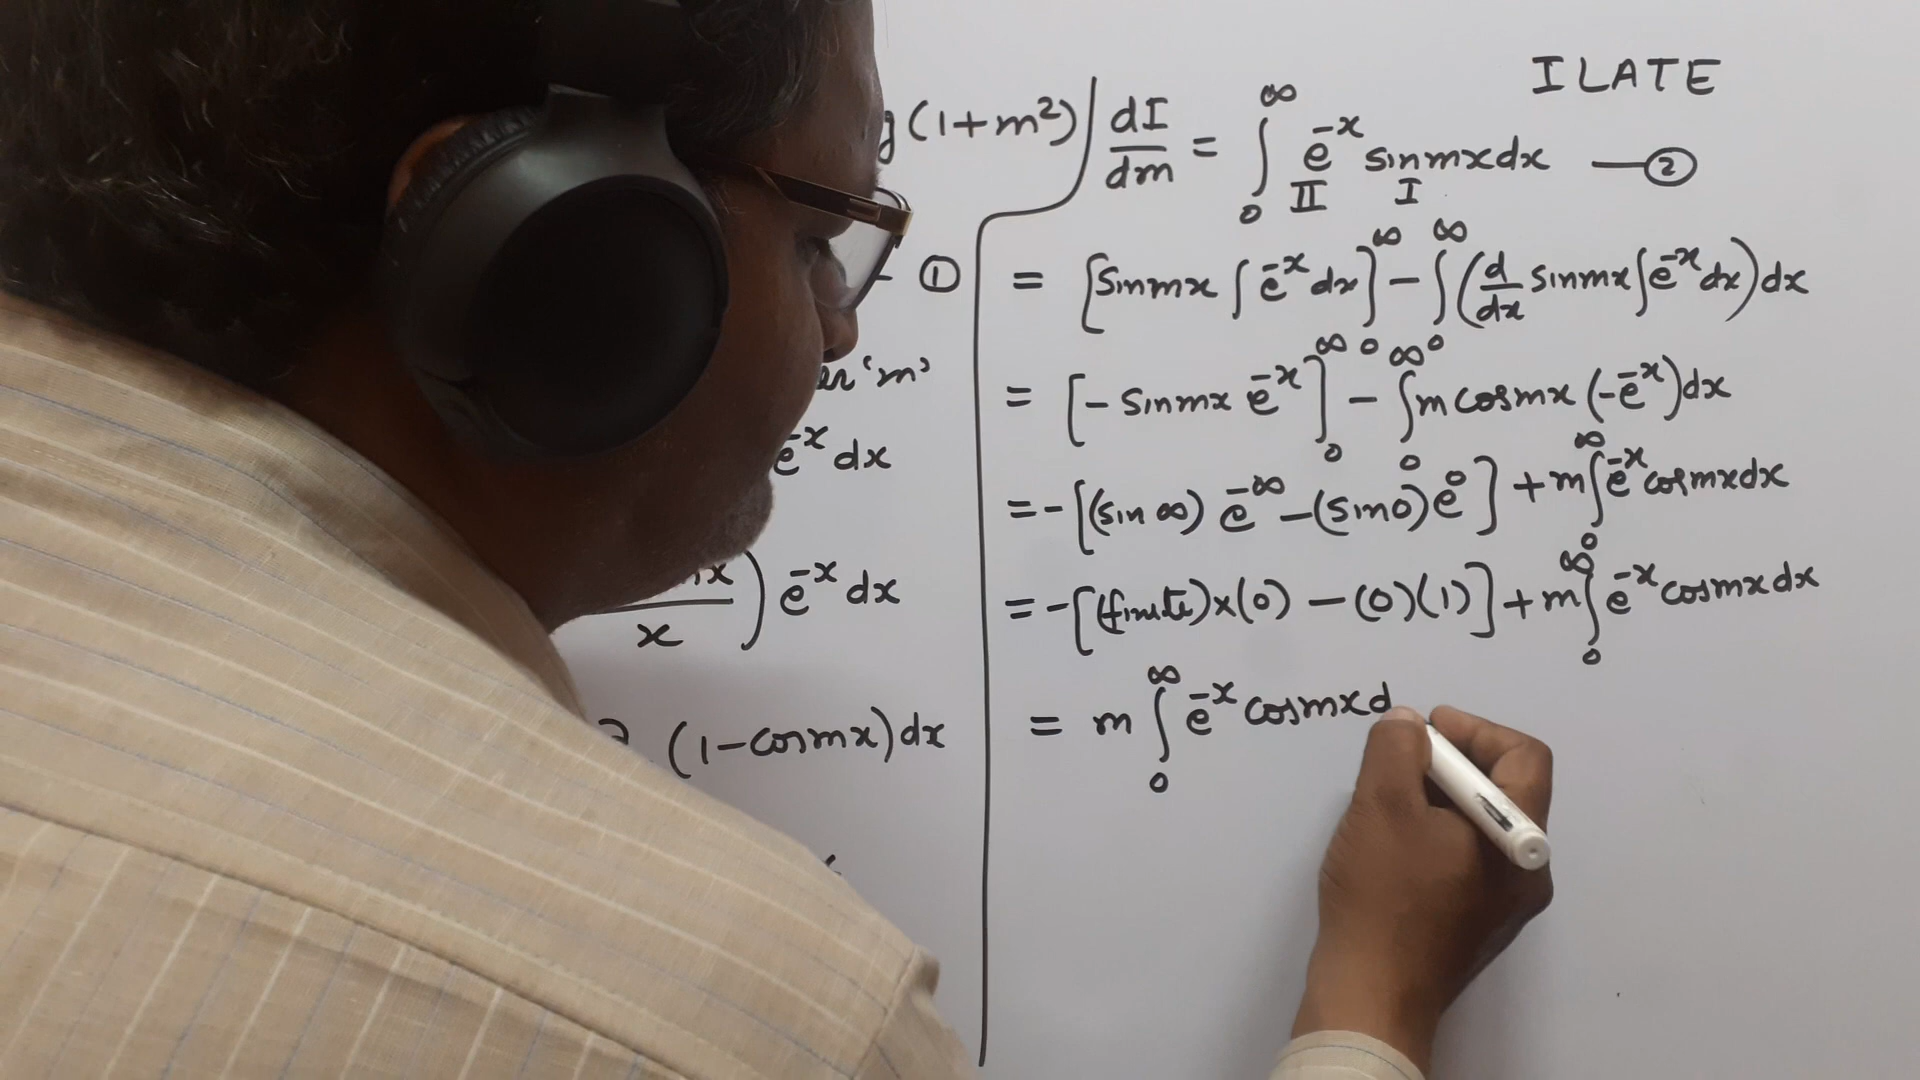 (1+m²)
① 
'm'
e^-x dx
x) e^-x dx
x
(1-cosmx)dx
ILATE
dI/dm = ∫₀^∞ e^-x sinmx dx — ②
II I
= [sinmx ∫e^-x dx]₀^∞ - ∫₀^∞ (d/dx sinmx ∫e^-x dx) dx
= [-sinmx e^-x]₀^∞ - ∫₀^∞ m cosmx (-e^-x) dx
= -[(sin ∞) e^-∞ - (sin0) e^0] + m∫₀^∞ e^-x cosmx dx
= -[(finite)×(0) - (0)(1)] + m∫₀^∞ e^-x cosmx dx
= m ∫₀^∞ e^-x cosmx d